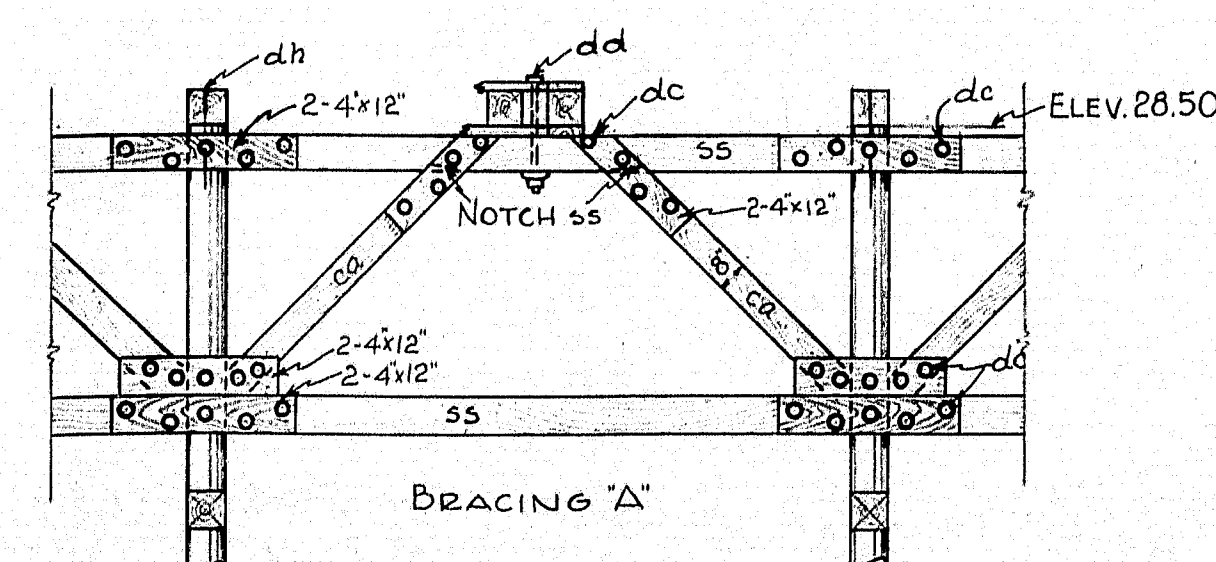 dh
dd
2-4"x12"
dc
dc
ELEV. 28.50
ss
NOTCH ss
2-4"x12"
ca
8"
ca
2-4"x12"
2-4"x12"
dc
ss
BRACING "A"